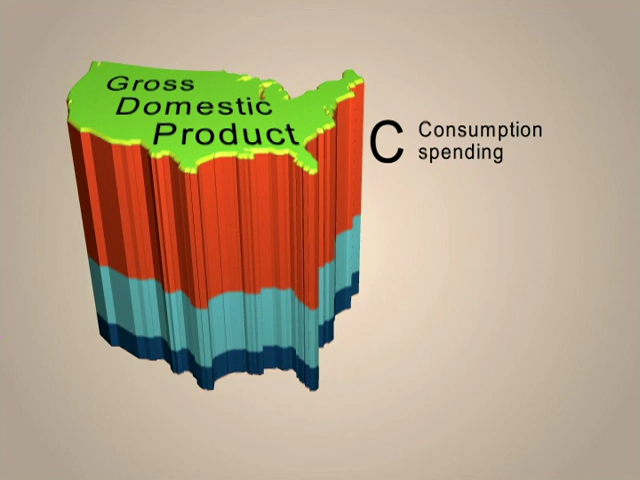 Gross
Domestic
Product
C Consumption
spending